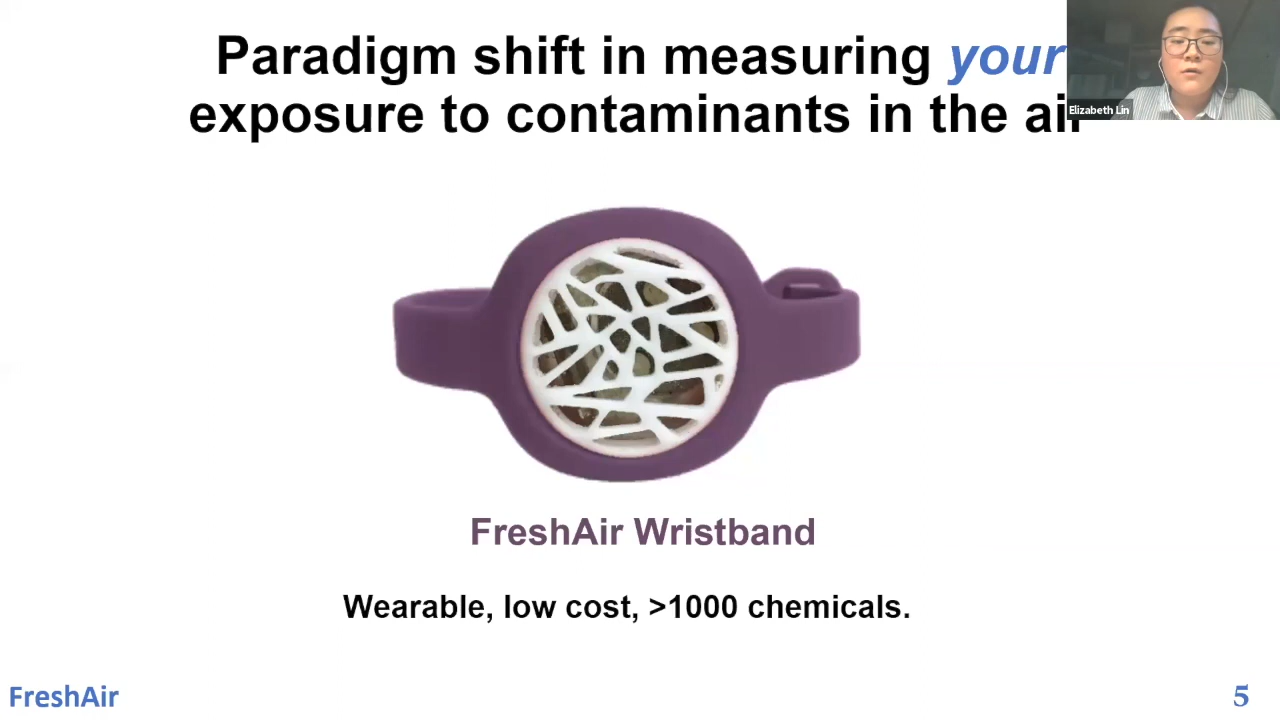 Paradigm shift in measuring your
exposure to contaminants in the air
Elizabeth Lin
FreshAir Wristband
Wearable, low cost, >1000 chemicals.
FreshAir
5